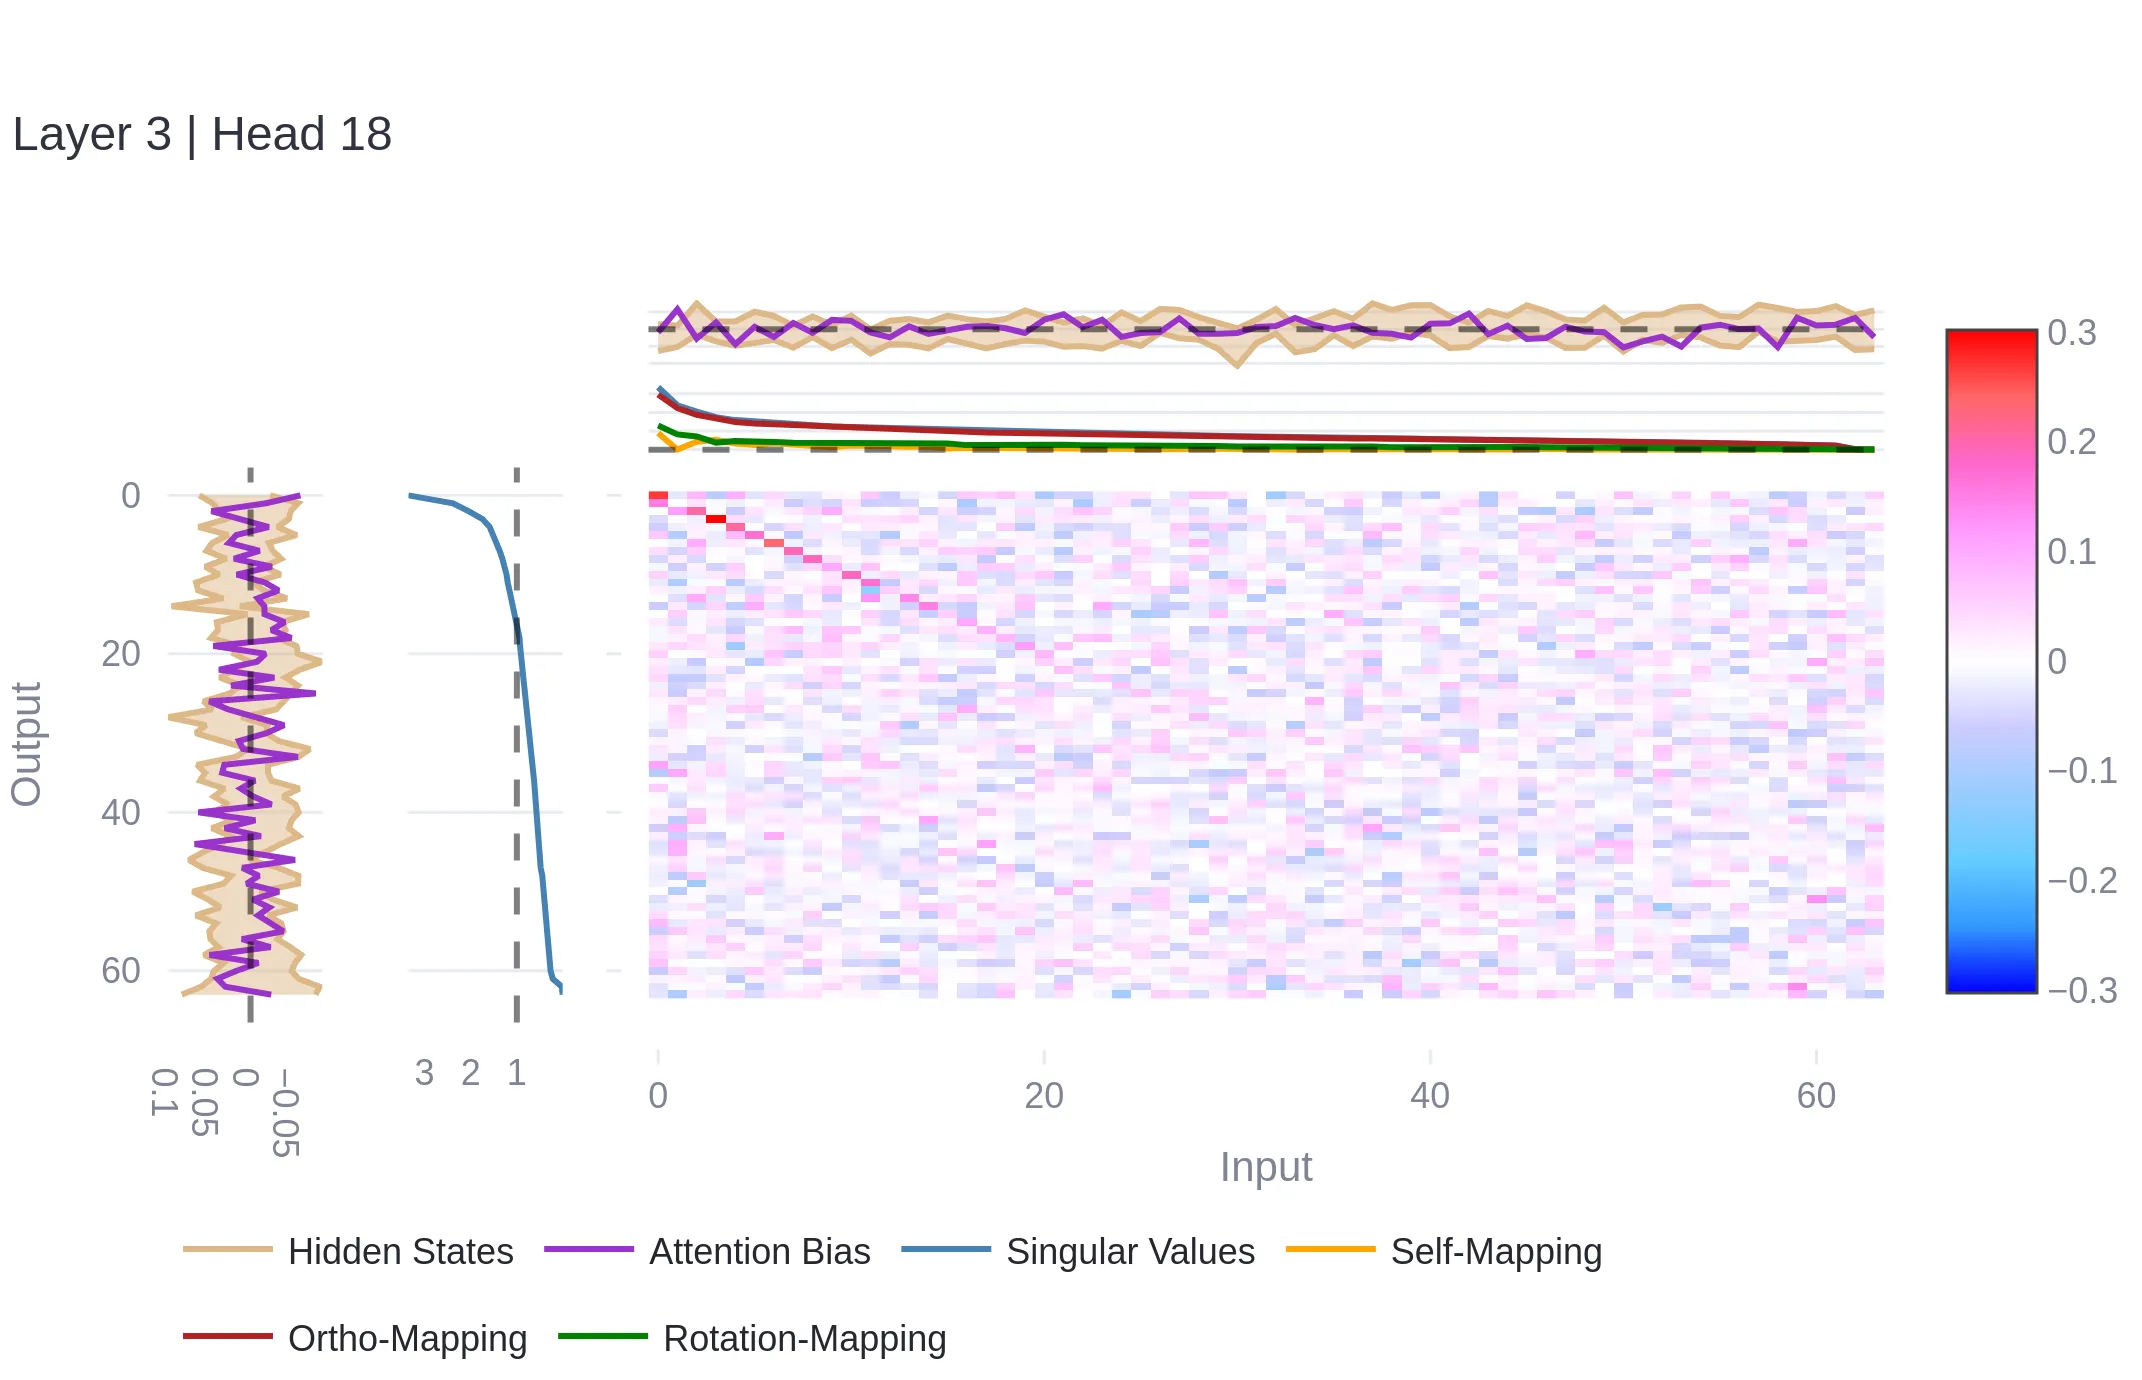 Layer 3 | Head 18
0.3
0.2
0.1
0
−0.1
−0.2
−0.3
0
20
40
60
Output
0.1
0.05
0
−0.05
3 2 1
0 20 40 60
Input
Hidden States Attention Bias Singular Values Self-Mapping
Ortho-Mapping Rotation-Mapping